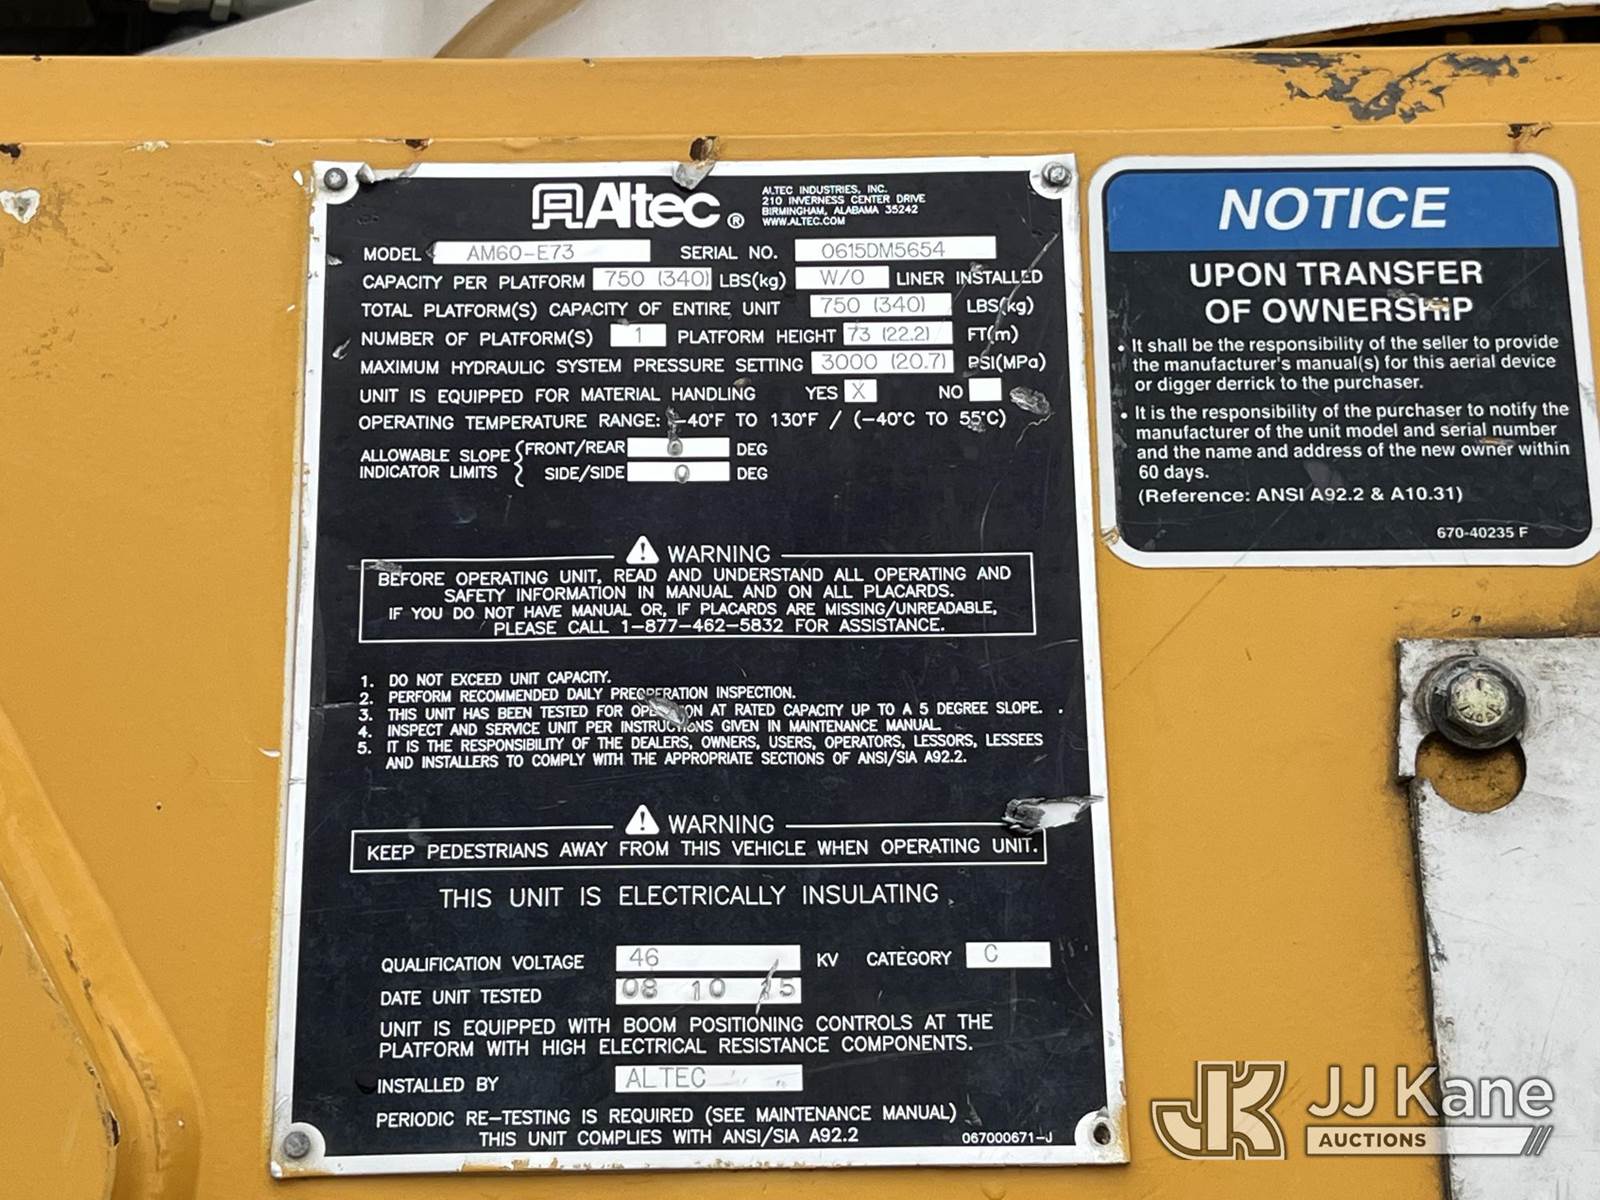 Altec®
ALTEC INDUSTRIES, INC.
210 INVERNESS CENTER DRIVE
BIRMINGHAM, ALABAMA 35242
WWW.ALTEC.COM
MODEL AM60-E73 SERIAL NO. 0615DM5654
CAPACITY PER PLATFORM 750 (340) LBS(kg) W/O LINER INSTALLED
TOTAL PLATFORM(S) CAPACITY OF ENTIRE UNIT 750 (340) LBS(kg)
NUMBER OF PLATFORM(S) 1 PLATFORM HEIGHT 73 (22.2) FT(m)
MAXIMUM HYDRAULIC SYSTEM PRESSURE SETTING 3000 (20.7) PSI(MPa)
UNIT IS EQUIPPED FOR MATERIAL HANDLING YES X NO
OPERATING TEMPERATURE RANGE: -40°F TO 130°F / (-40°C TO 55°C)
ALLOWABLE SLOPE FRONT/REAR 0 DEG
INDICATOR LIMITS SIDE/SIDE 0 DEG
WARNING
BEFORE OPERATING UNIT, READ AND UNDERSTAND ALL OPERATING AND
SAFETY INFORMATION IN MANUAL AND ON ALL PLACARDS.
IF YOU DO NOT HAVE MANUAL OR, IF PLACARDS ARE MISSING/UNREADABLE,
PLEASE CALL 1-877-462-5832 FOR ASSISTANCE.
1. DO NOT EXCEED UNIT CAPACITY.
2. PERFORM RECOMMENDED DAILY PREOPERATION INSPECTION.
3. THIS UNIT HAS BEEN TESTED FOR OPERATION AT RATED CAPACITY UP TO A 5 DEGREE SLOPE.
4. INSPECT AND SERVICE UNIT PER INSTRUCTIONS GIVEN IN MAINTENANCE MANUAL.
5. IT IS THE RESPONSIBILITY OF THE DEALERS, OWNERS, USERS, OPERATORS, LESSORS, LESSEES
AND INSTALLERS TO COMPLY WITH THE APPROPRIATE SECTIONS OF ANSI/SIA A92.2.
WARNING
KEEP PEDESTRIANS AWAY FROM THIS VEHICLE WHEN OPERATING UNIT.
THIS UNIT IS ELECTRICALLY INSULATING
QUALIFICATION VOLTAGE 46 KV CATEGORY C
DATE UNIT TESTED 08 10 15
UNIT IS EQUIPPED WITH BOOM POSITIONING CONTROLS AT THE
PLATFORM WITH HIGH ELECTRICAL RESISTANCE COMPONENTS.
INSTALLED BY ALTEC
PERIODIC RE-TESTING IS REQUIRED (SEE MAINTENANCE MANUAL)
THIS UNIT COMPLIES WITH ANSI/SIA A92.2 067000671-J
NOTICE
UPON TRANSFER
OF OWNERSHIP
• It shall be the responsibility of the seller to provide
the manufacturer's manual(s) for this aerial device
or digger derrick to the purchaser.
• It is the responsibility of the purchaser to notify the
manufacturer of the unit model and serial number
and the name and address of the new owner within
60 days.
(Reference: ANSI A92.2 & A10.31)
670-40235 F
JK JJ Kane
AUCTIONS